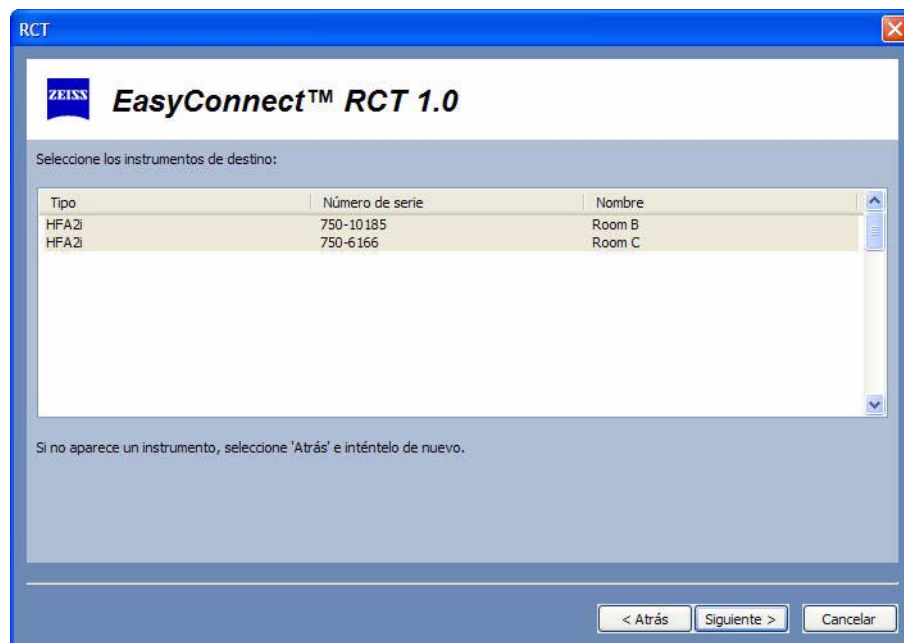 RCT
ZEISS EasyConnect™ RCT 1.0
Seleccione los instrumentos de destino:
Tipo Número de serie Nombre
HFA2i 750-10185 Room B
HFA2i 750-6166 Room C
Si no aparece un instrumento, seleccione 'Atrás' e inténtelo de nuevo.
< Atrás Siguiente > Cancelar